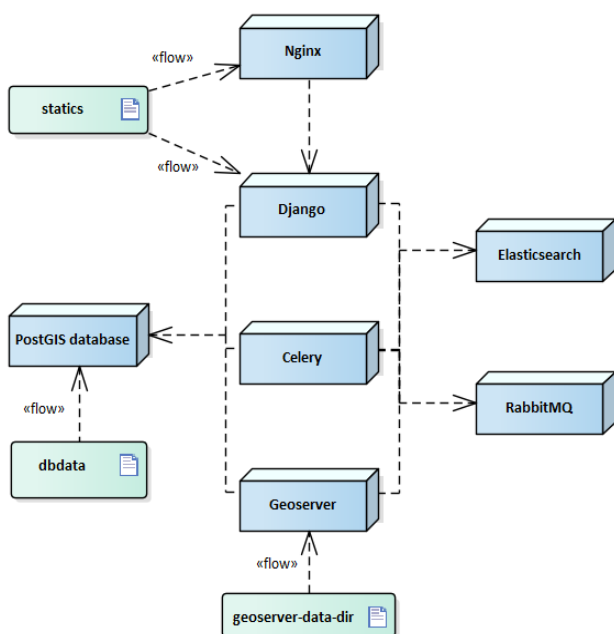 Nginx
«flow»
statics
«flow»
Django
Elasticsearch
PostGIS database
Celery
«flow»
RabbitMQ
dbdata
Geoserver
«flow»
geoserver-data-dir